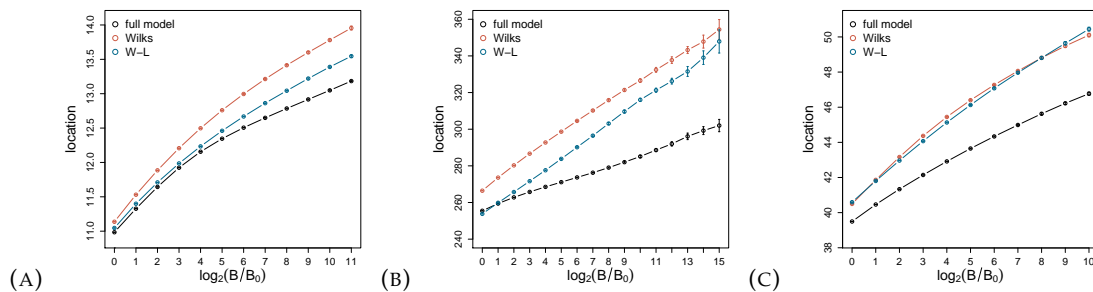 full model
Wilks
W-L
location
11.0 11.5 12.0 12.5 13.0 13.5 14.0
0 1 2 3 4 5 6 7 8 9 10 11
log2(B/B0)
(A)
full model
Wilks
W-L
location
240 260 280 300 320 340 360
0 1 2 3 4 5 6 7 8 9 11 13 15
log2(B/B0)
(B)
full model
Wilks
W-L
location
38 40 42 44 46 48 50
0 1 2 3 4 5 6 7 8 9 10
log2(B/B0)
(C)